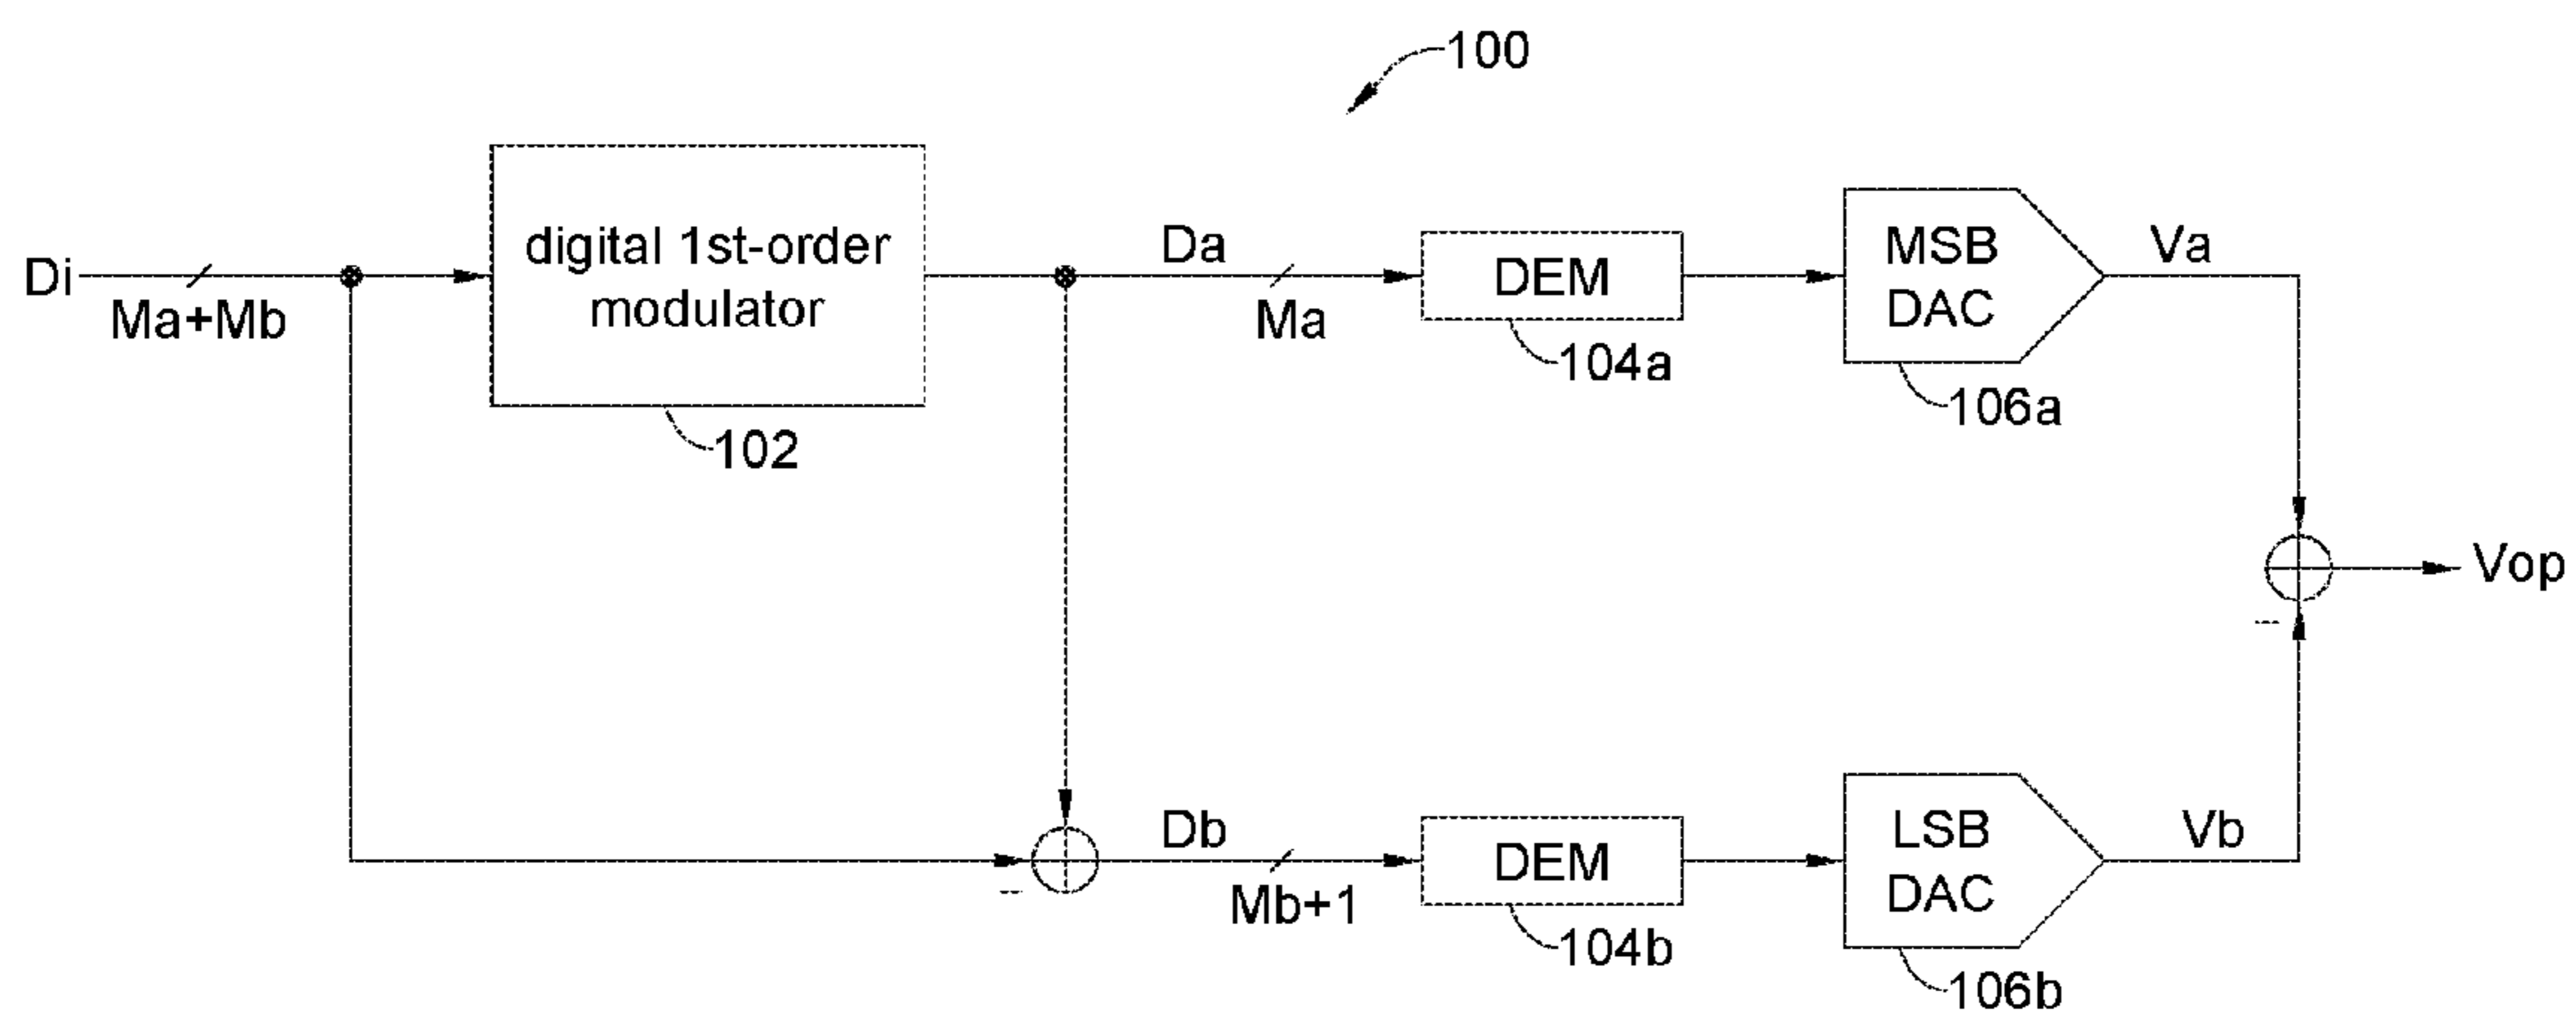 100
Di
Ma+Mb
digital 1st-order
modulator
102
Da
Ma
DEM
104a
MSB
DAC
106a
Va
Vop
Db
Mb+1
DEM
104b
LSB
DAC
106b
Vb